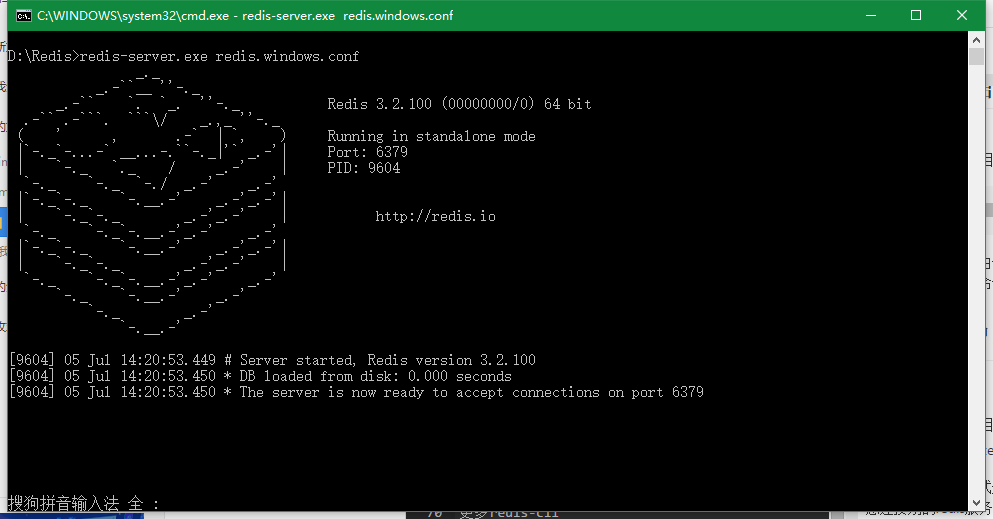 C:\WINDOWS\system32\cmd.exe - redis-server.exe redis.windows.conf
D:\Redis>redis-server.exe redis.windows.conf
Redis 3.2.100 (00000000/0) 64 bit
Running in standalone mode
Port: 6379
PID: 9604
http://redis.io
[9604] 05 Jul 14:20:53.449 # Server started, Redis version 3.2.100
[9604] 05 Jul 14:20:53.450 * DB loaded from disk: 0.000 seconds
[9604] 05 Jul 14:20:53.450 * The server is now ready to accept connections on port 6379
搜狗拼音输入法 全 :